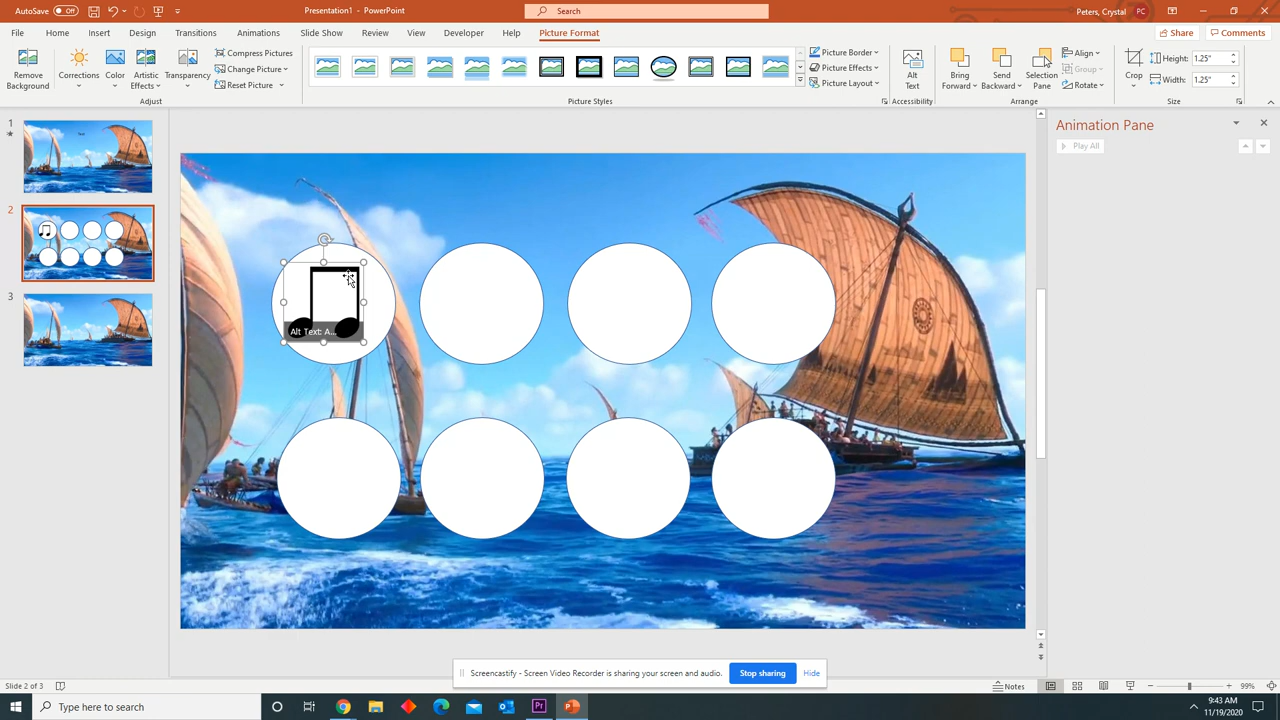 AutoSave Off Presentation1 - PowerPoint Search Peters, Crystal PC
File Home Insert Design Transitions Animations Slide Show Review View Developer Help Picture Format Share Comments
Remove Background
Corrections
Color
Artistic Effects
Transparency
Compress Pictures
Change Picture
Reset Picture
Adjust
Picture Styles
Picture Border
Picture Effects
Picture Layout
Alt Text
Accessibility
Bring Forward
Send Backward
Selection Pane
Align
Group
Rotate
Arrange
Crop
Height: 1.25"
Width: 1.25"
Size
1
2
3
Alt Text: A...
Animation Pane
Play All
Screencastify - Screen Video Recorder is sharing your screen and audio. Stop sharing Hide
Slide 2 of 3 Notes 99%
Type here to search Pr 9:43 AM
11/19/2020